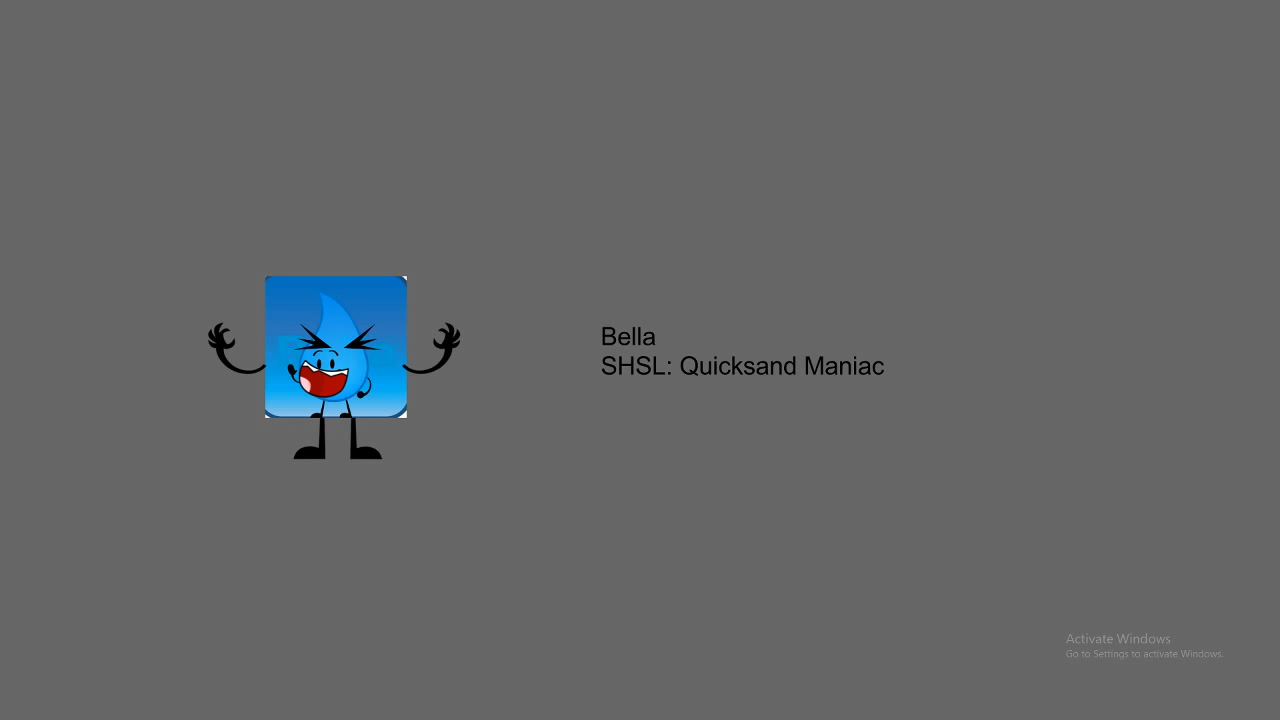 Bella
SHSL: Quicksand Maniac
Activate Windows
Go to Settings to activate Windows.